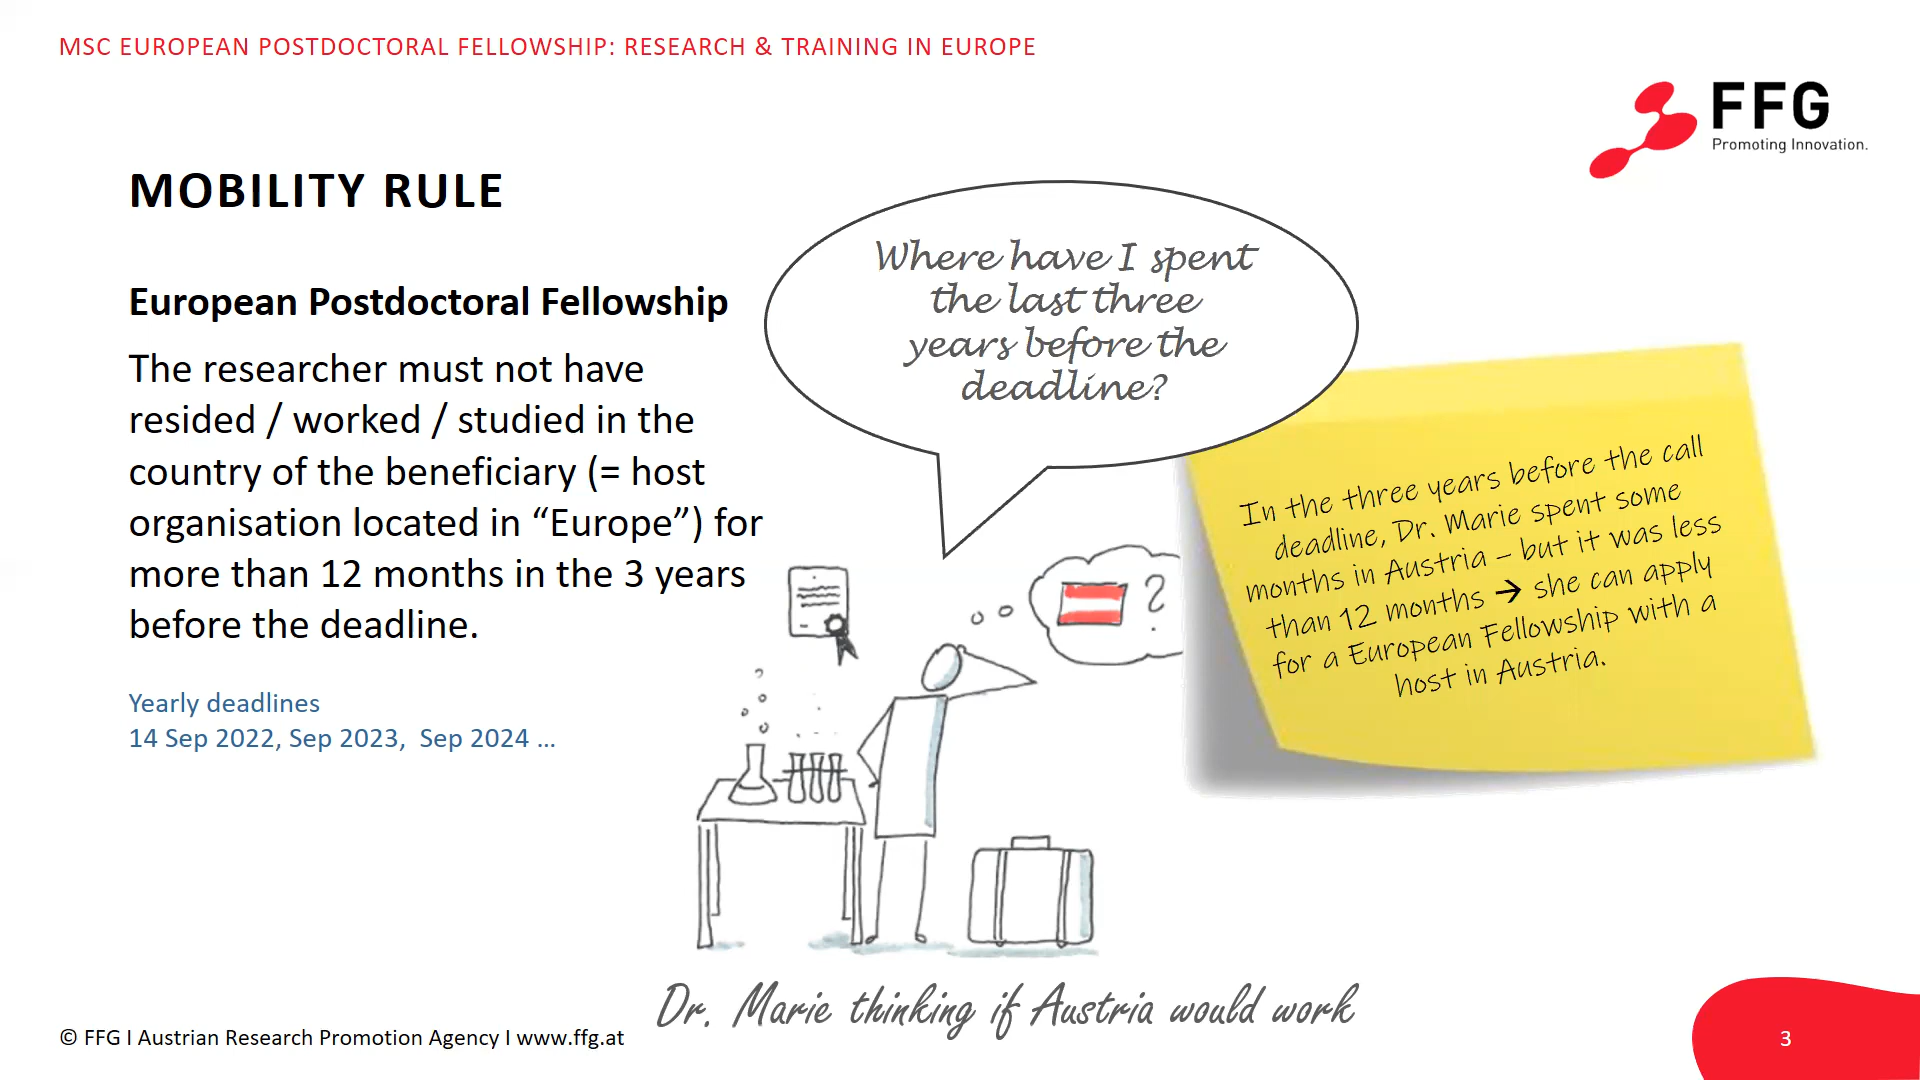 MSC EUROPEAN POSTDOCTORAL FELLOWSHIP: RESEARCH & TRAINING IN EUROPE
FFG
Promoting Innovation.
MOBILITY RULE
European Postdoctoral Fellowship
The researcher must not have
resided / worked / studied in the
country of the beneficiary (= host
organisation located in “Europe”) for
more than 12 months in the 3 years
before the deadline.
Yearly deadlines
14 Sep 2022, Sep 2023, Sep 2024 ...
Where have I spent
the last three
years before the
deadline?
?
In the three years before the call
deadline, Dr. Marie spent some
months in Austria – but it was less
than 12 months → she can apply
for a European Fellowship with a
host in Austria.
Dr. Marie thinking if Austria would work
© FFG I Austrian Research Promotion Agency I www.ffg.at
3